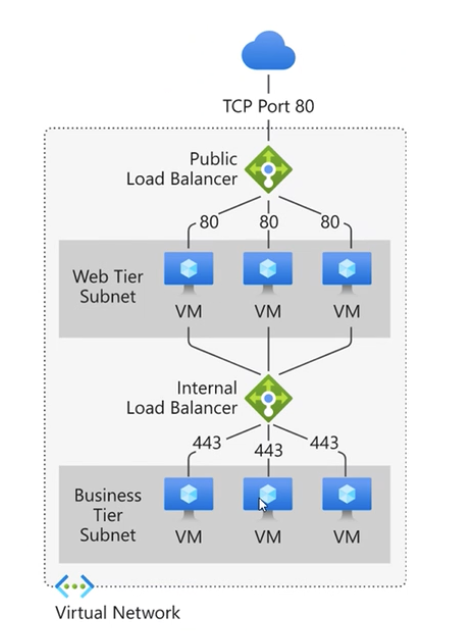 TCP Port 80
Public
Load Balancer
80 80 80
Web Tier
Subnet
VM VM VM
Internal
Load Balancer
443 443 443
Business
Tier
Subnet
VM VM VM
Virtual Network